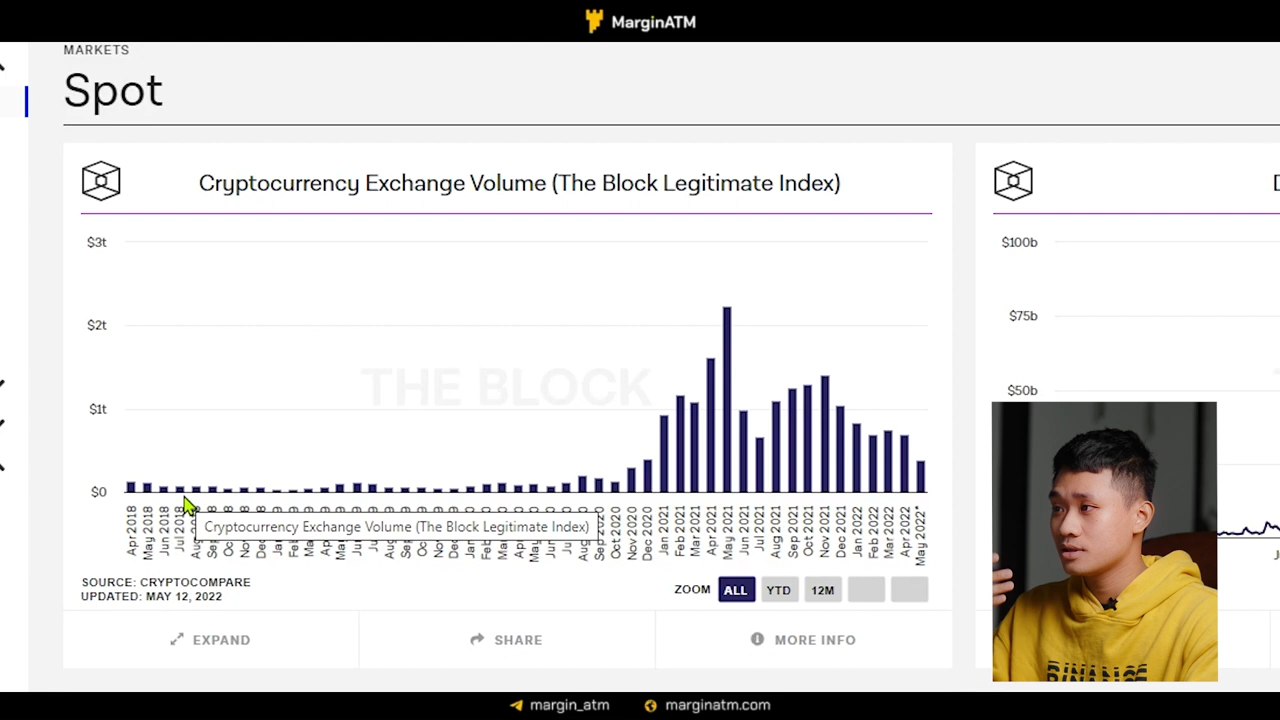 MarginATM
MARKETS
Spot
Cryptocurrency Exchange Volume (The Block Legitimate Index)
$3t
$2t
$1t
$0
THE BLOCK
Apr 2018
May 2018
Jun 2018
Jul 2018
Cryptocurrency Exchange Volume (The Block Legitimate Index)
Oct 2020
Nov 2020
Dec 2020
Jan 2021
Feb 2021
Mar 2021
Apr 2021
May 2021
Jun 2021
Jul 2021
Aug 2021
Sep 2021
Oct 2021
Nov 2021
Dec 2021
Jan 2022
Feb 2022
Mar 2022
Apr 2022
May 2022*
SOURCE: CRYPTOCOMPARE
UPDATED: MAY 12, 2022
ZOOM ALL YTD 12M
EXPAND SHARE MORE INFO
$100b
$75b
$50b
BINANCE
margin_atm marginatm.com